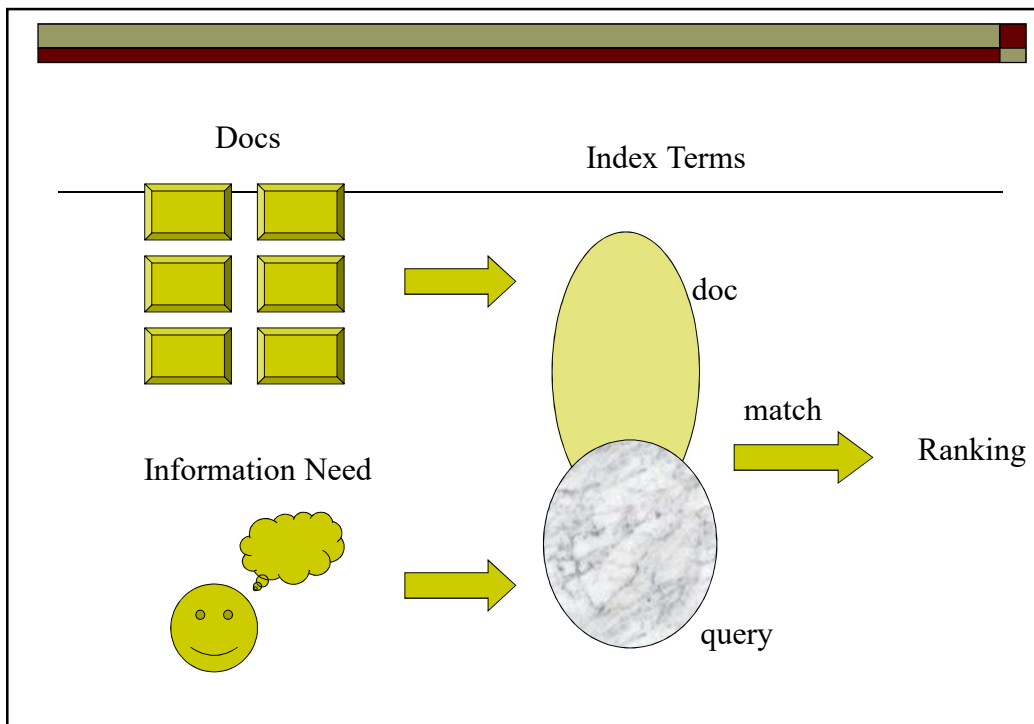 Docs
Index Terms
doc
match
Ranking
Information Need
query